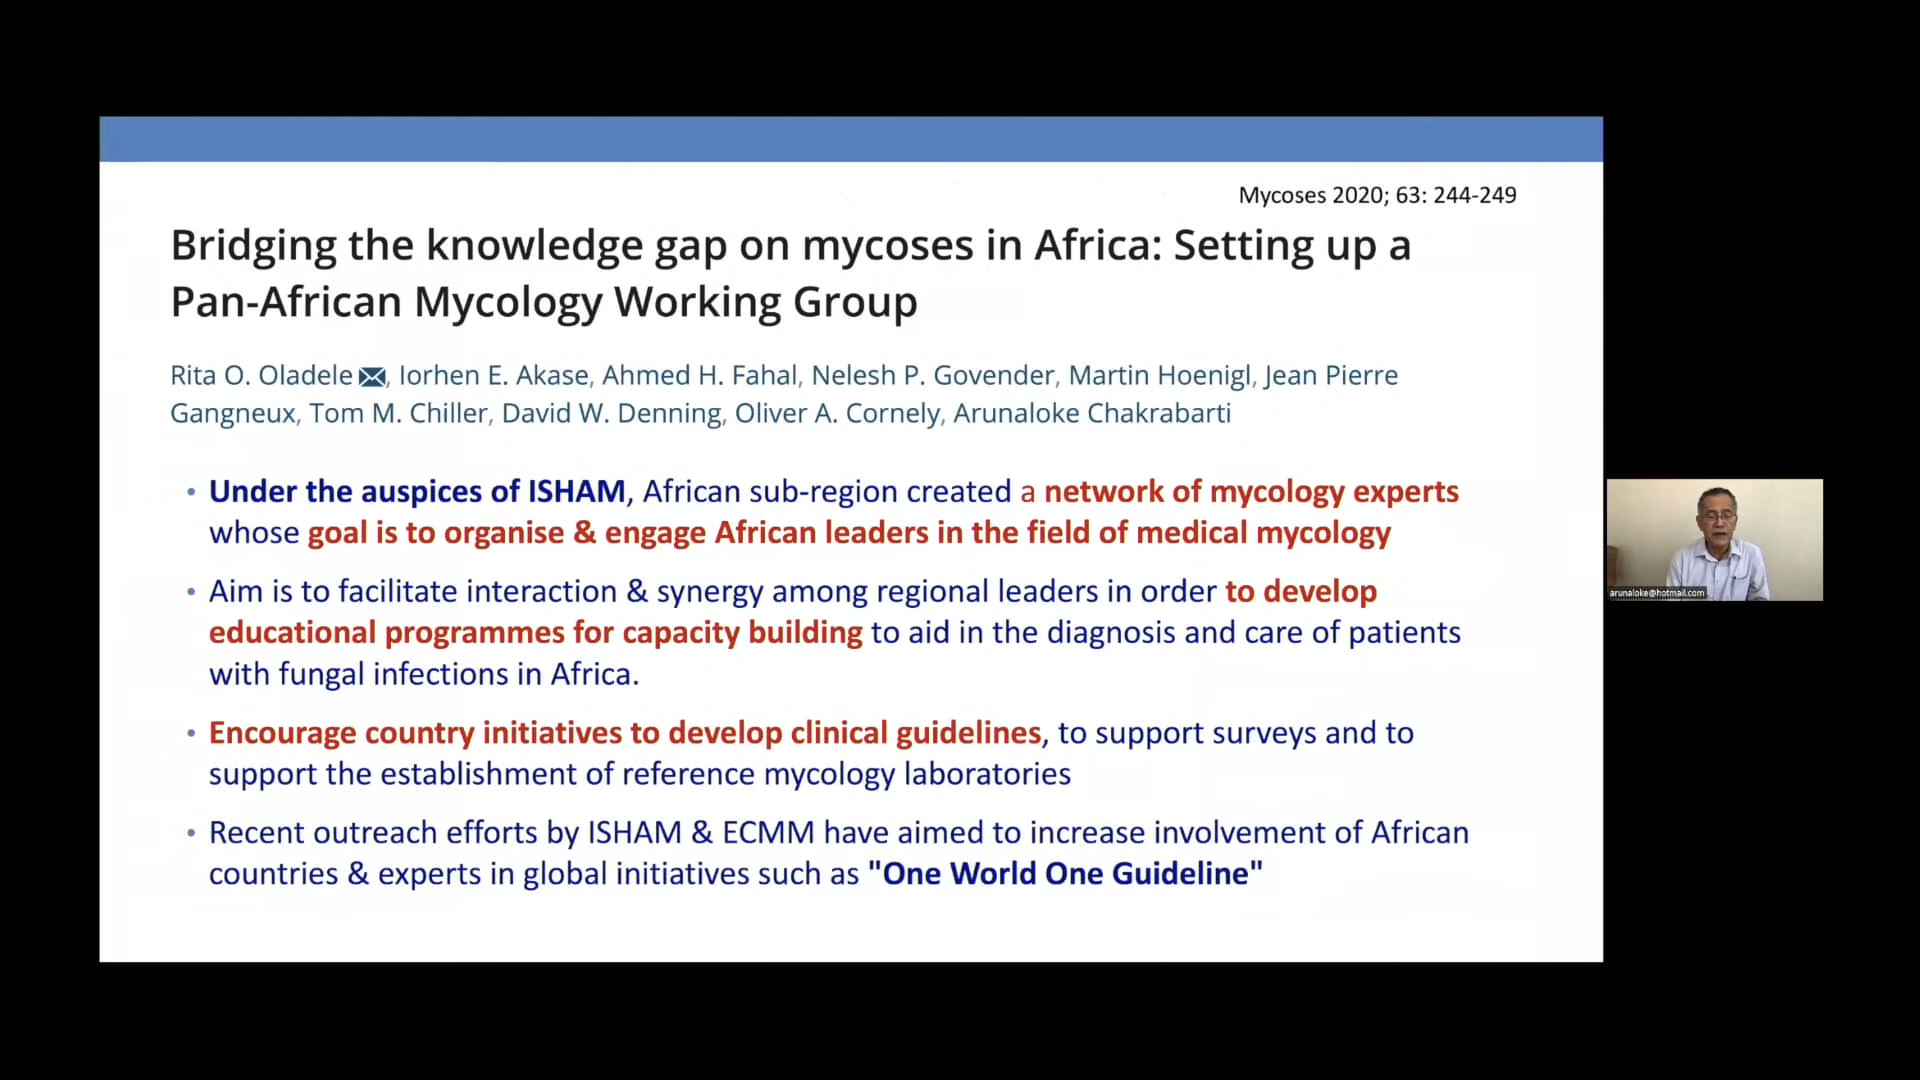 Mycoses 2020; 63: 244-249
Bridging the knowledge gap on mycoses in Africa: Setting up a
Pan-African Mycology Working Group
Rita O. Oladele, Iorhen E. Akase, Ahmed H. Fahal, Nelesh P. Govender, Martin Hoenigl, Jean Pierre
Gangneux, Tom M. Chiller, David W. Denning, Oliver A. Cornely, Arunaloke Chakrabarti
• Under the auspices of ISHAM, African sub-region created a network of mycology experts
whose goal is to organise & engage African leaders in the field of medical mycology
• Aim is to facilitate interaction & synergy among regional leaders in order to develop
educational programmes for capacity building to aid in the diagnosis and care of patients
with fungal infections in Africa.
• Encourage country initiatives to develop clinical guidelines, to support surveys and to
support the establishment of reference mycology laboratories
• Recent outreach efforts by ISHAM & ECMM have aimed to increase involvement of African
countries & experts in global initiatives such as "One World One Guideline"
arunaloke@hotmail.com